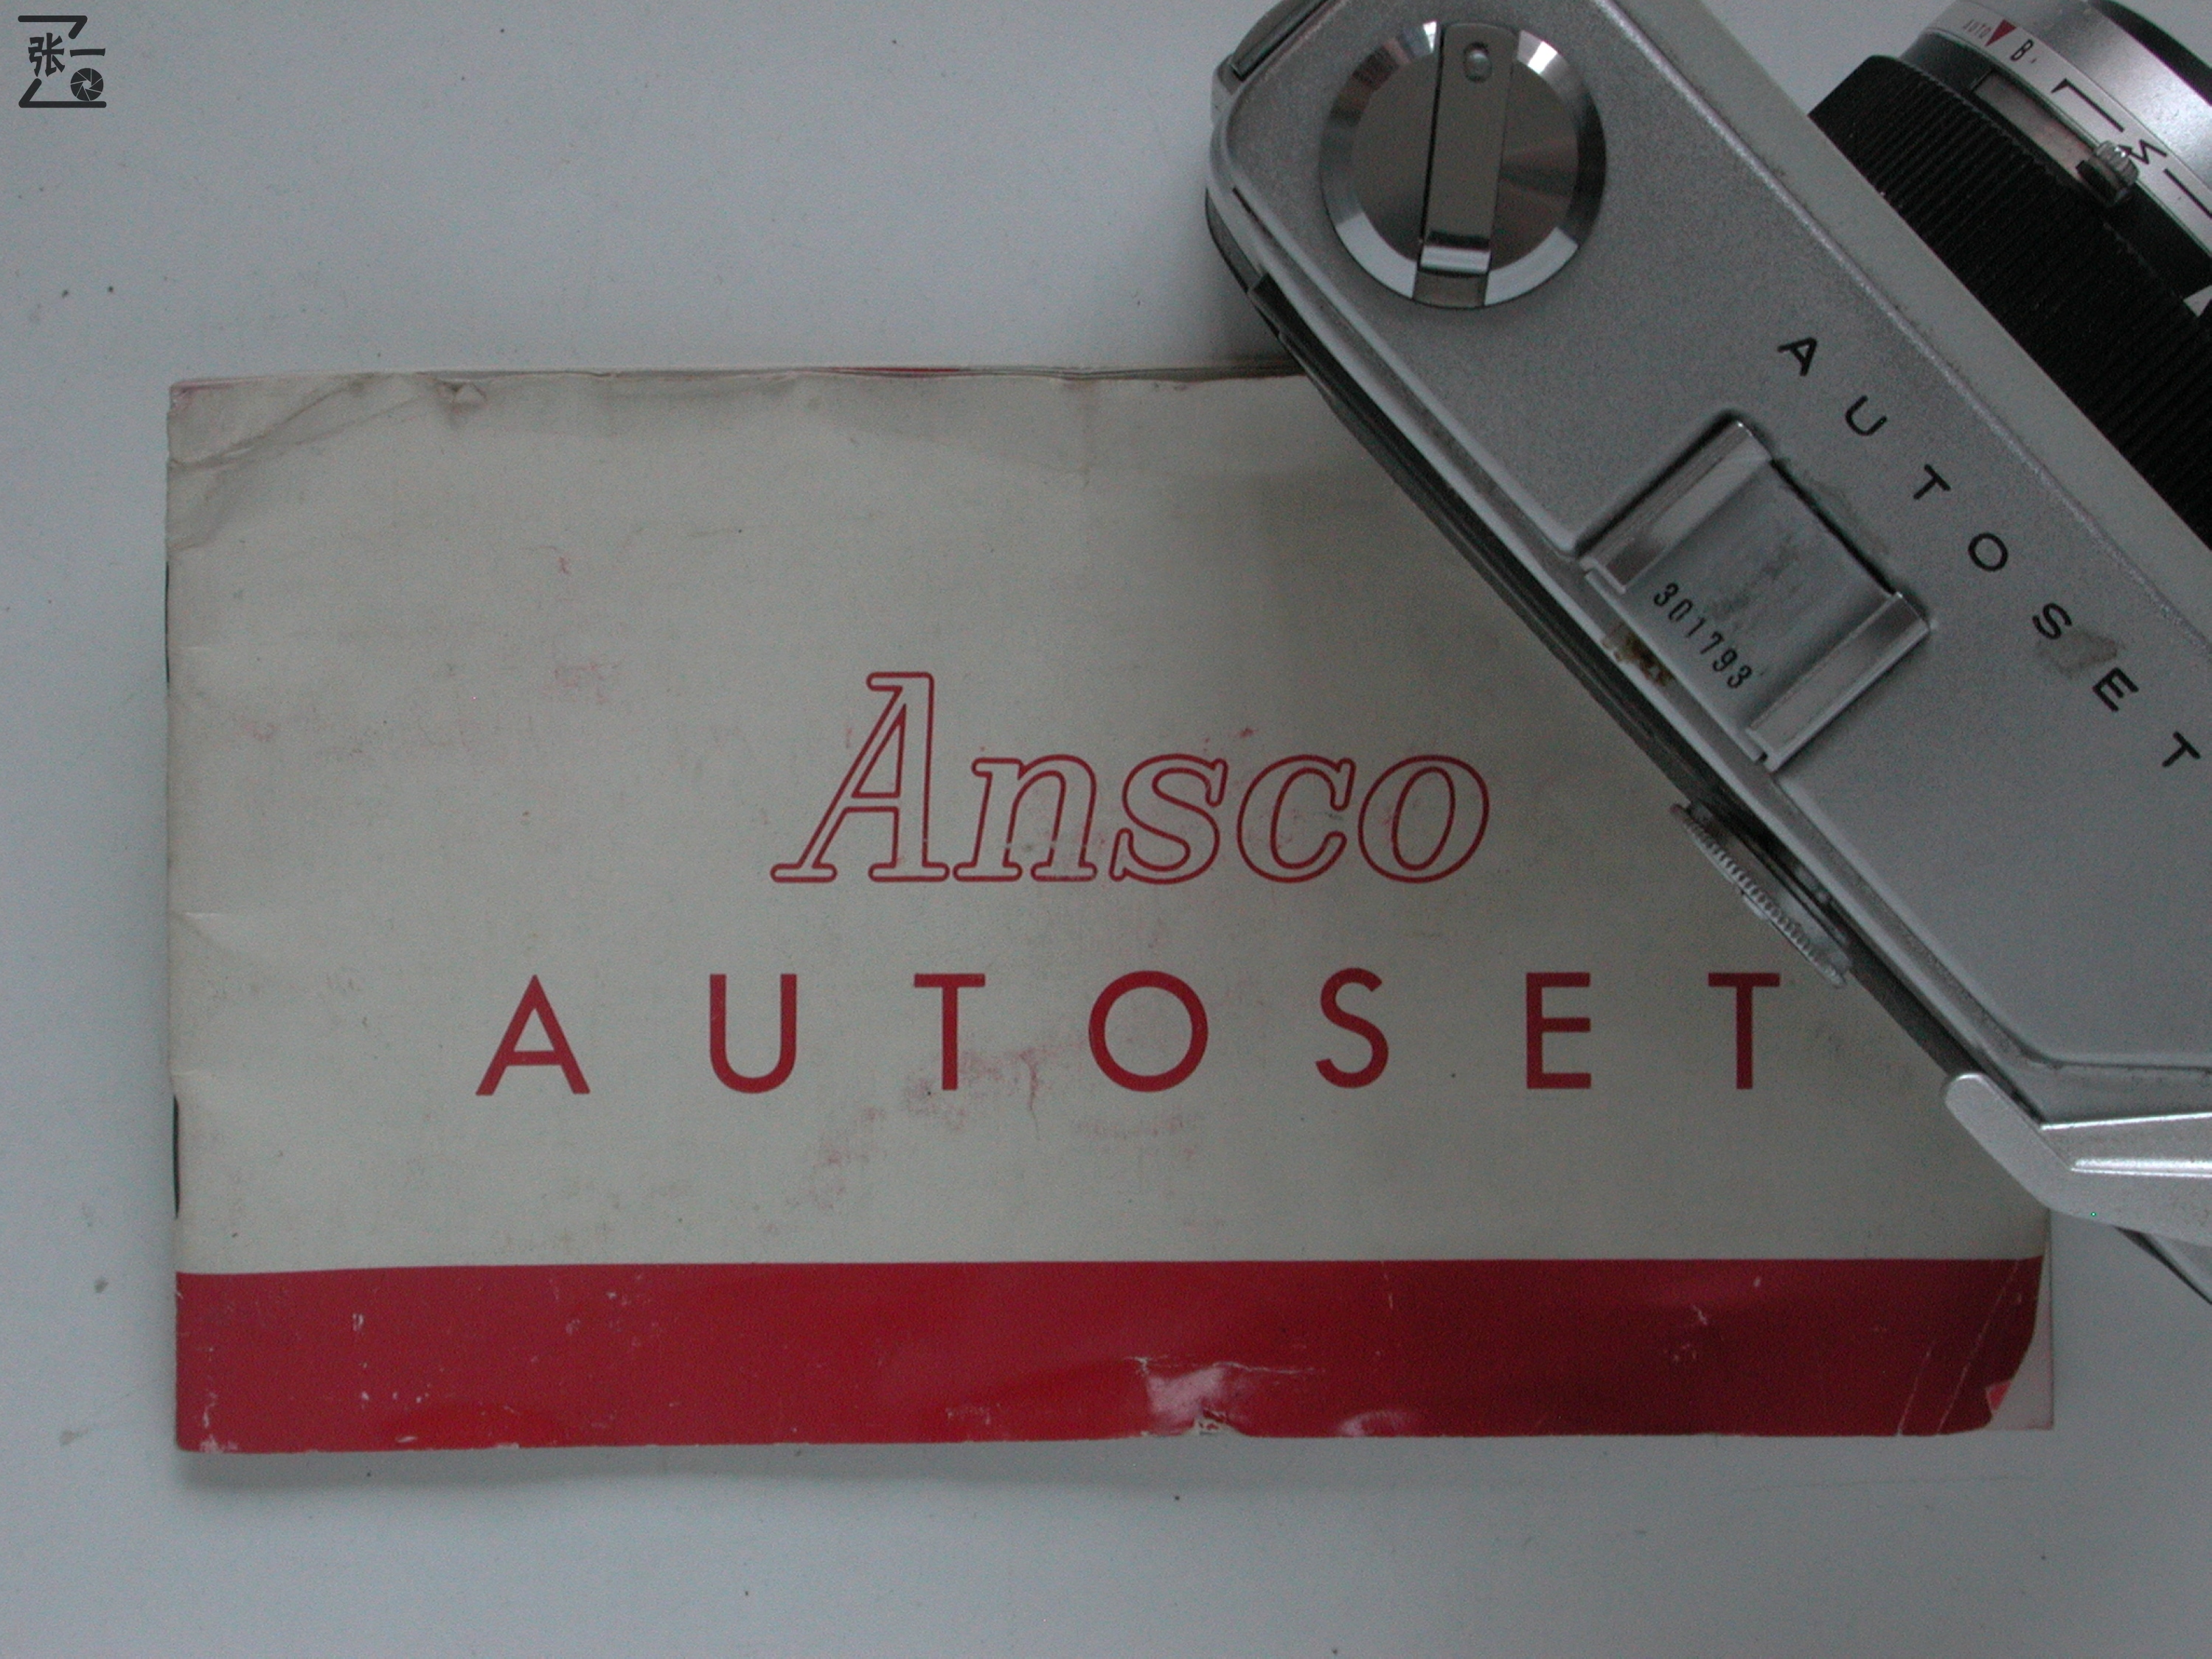 张一
AUTO B
M
AUTOSET
301793
Ansco
AUTOSET